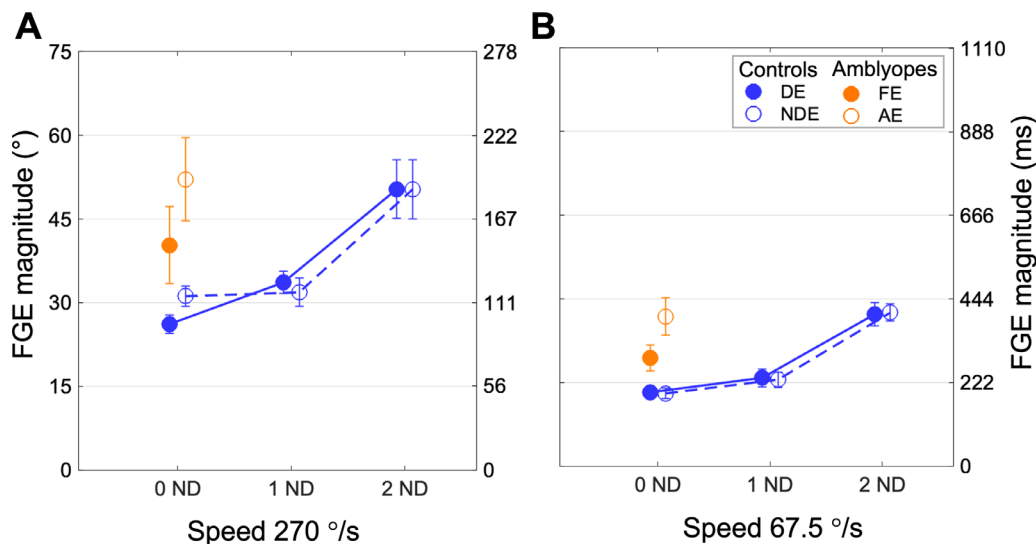 A
B
75
60
45
30
15
0
FGE magnitude (°)
278
222
167
111
56
0
0 ND
1 ND
2 ND
Speed 270 °/s
Controls Amblyopes
DE FE
NDE AE
1110
888
666
444
222
0
FGE magnitude (ms)
0 ND
1 ND
2 ND
Speed 67.5 °/s